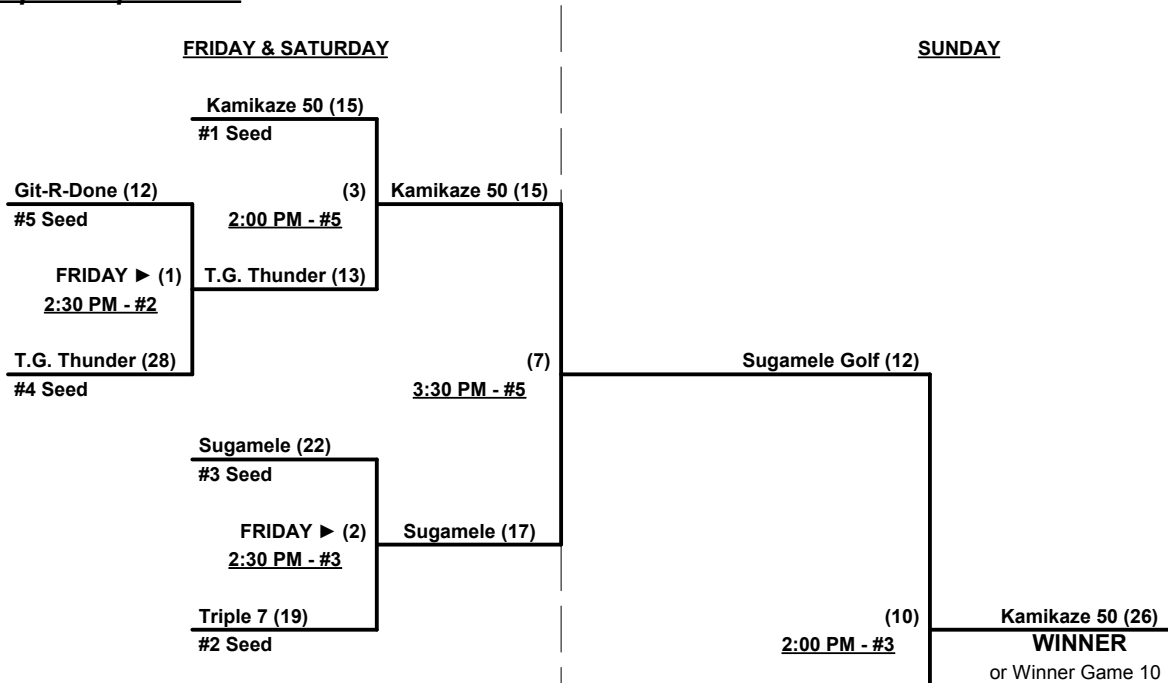 FRIDAY & SATURDAY
SUNDAY
Kamikaze 50 (15)
#1 Seed
Git-R-Done (12)
#5 Seed
(3)
2:00 PM - #5
Kamikaze 50 (15)
FRIDAY ► (1)
2:30 PM - #2
T.G. Thunder (13)
T.G. Thunder (28)
#4 Seed
(7)
3:30 PM - #5
Sugamele Golf (12)
Sugamele (22)
#3 Seed
FRIDAY ► (2)
2:30 PM - #3
Sugamele (17)
Triple 7 (19)
#2 Seed
(10)
2:00 PM - #3
Kamikaze 50 (26)
WINNER
or Winner Game 10